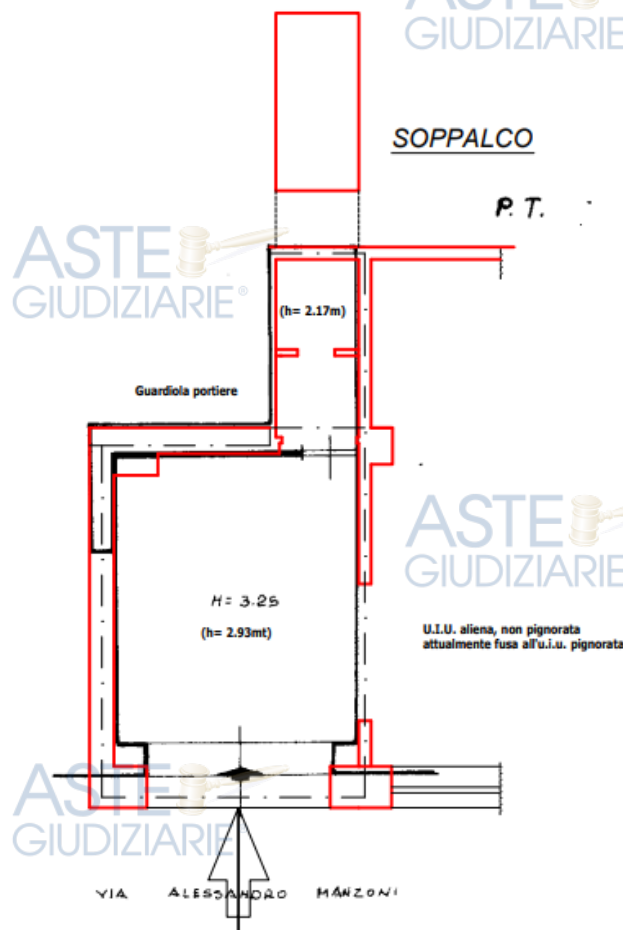 ASTE
GIUDIZIARIE
SOPPALCO
P. T.
ASTE
GIUDIZIARIE®
(h= 2.17m)
Guardiola portiere
ASTE
GIUDIZIARIE
H = 3.25
(h= 2.93mt)
U.I.U. aliena, non pignorata
attualmente fusa all'u.i.u. pignorata
ASTE
GIUDIZIARIE
VIA ALESSANDRO MANZONI